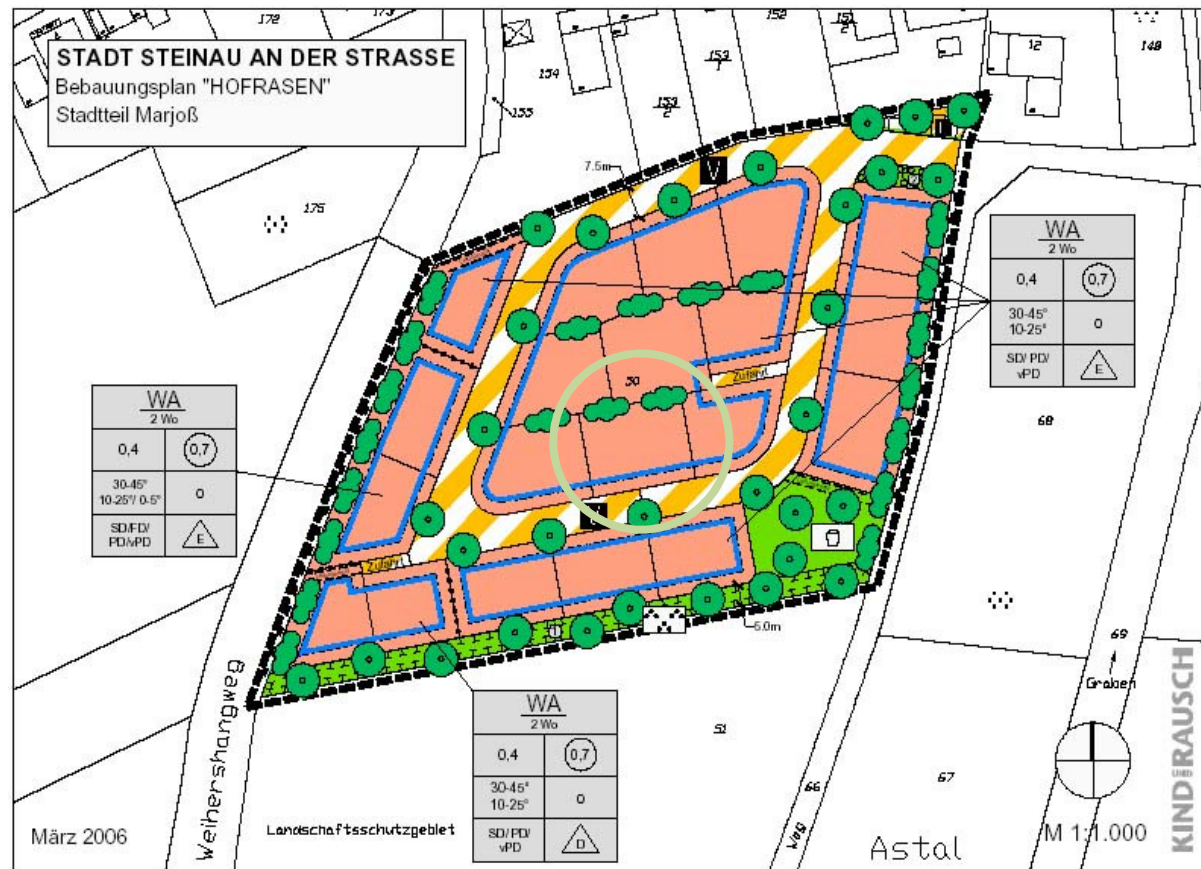 STADT STEINAU AN DER STRASSE
Bebauungsplan "HOFRASEN"
Stadtteil Marjoß
172
173
154
155
153
2
153
1
152
151
2
12
148
175
7.5m
V
WA
2 Wo
0,4
0,7
30-45°
10-25°
o
SD/ PD/
vPD
E
30
Zufahrt
68
WA
2 Wo
0,4
0,7
30-45°
10-25°/ 0-5°
o
SD/FD/
PD/vPD
E
V
Zufahrt
1
5.0m
69
Graben
WA
2 Wo
0,4
0,7
30-45°
10-25°
o
SD/ PD/
vPD
D
51
66
67
Weg
Weihershangweg
Landschaftsschutzgebiet
März 2006
Astal
M 1:1.000
KIND UND RAUSCH